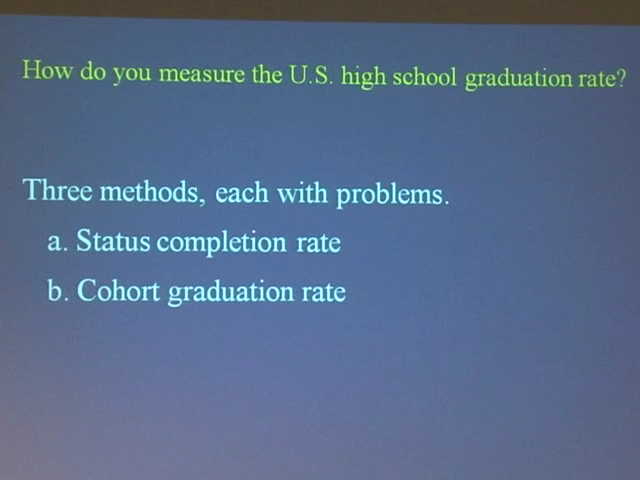 How do you measure the U.S. high school graduation rate?
Three methods, each with problems.
a. Status completion rate
b. Cohort graduation rate